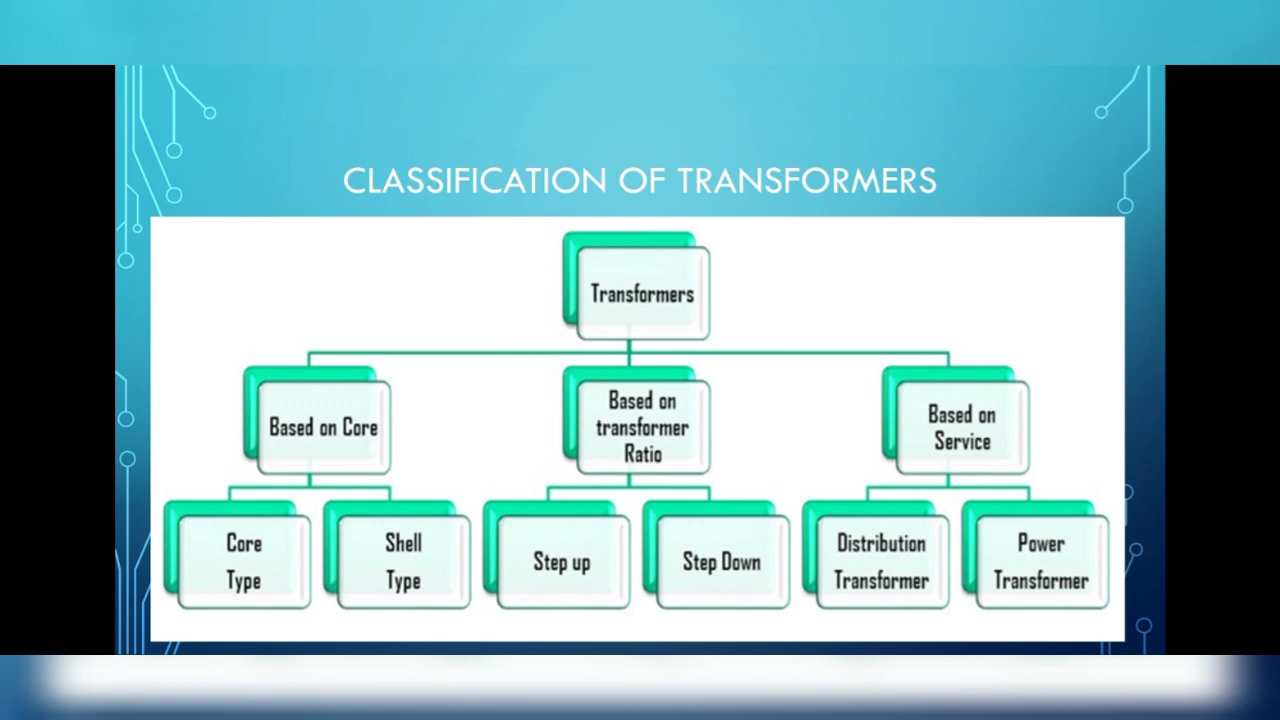 CLASSIFICATION OF TRANSFORMERS
Transformers
Based on Core
Based on
transformer
Ratio
Based on
Service
Core
Type
Shell
Type
Step up
Step Down
Distribution
Transformer
Power
Transformer